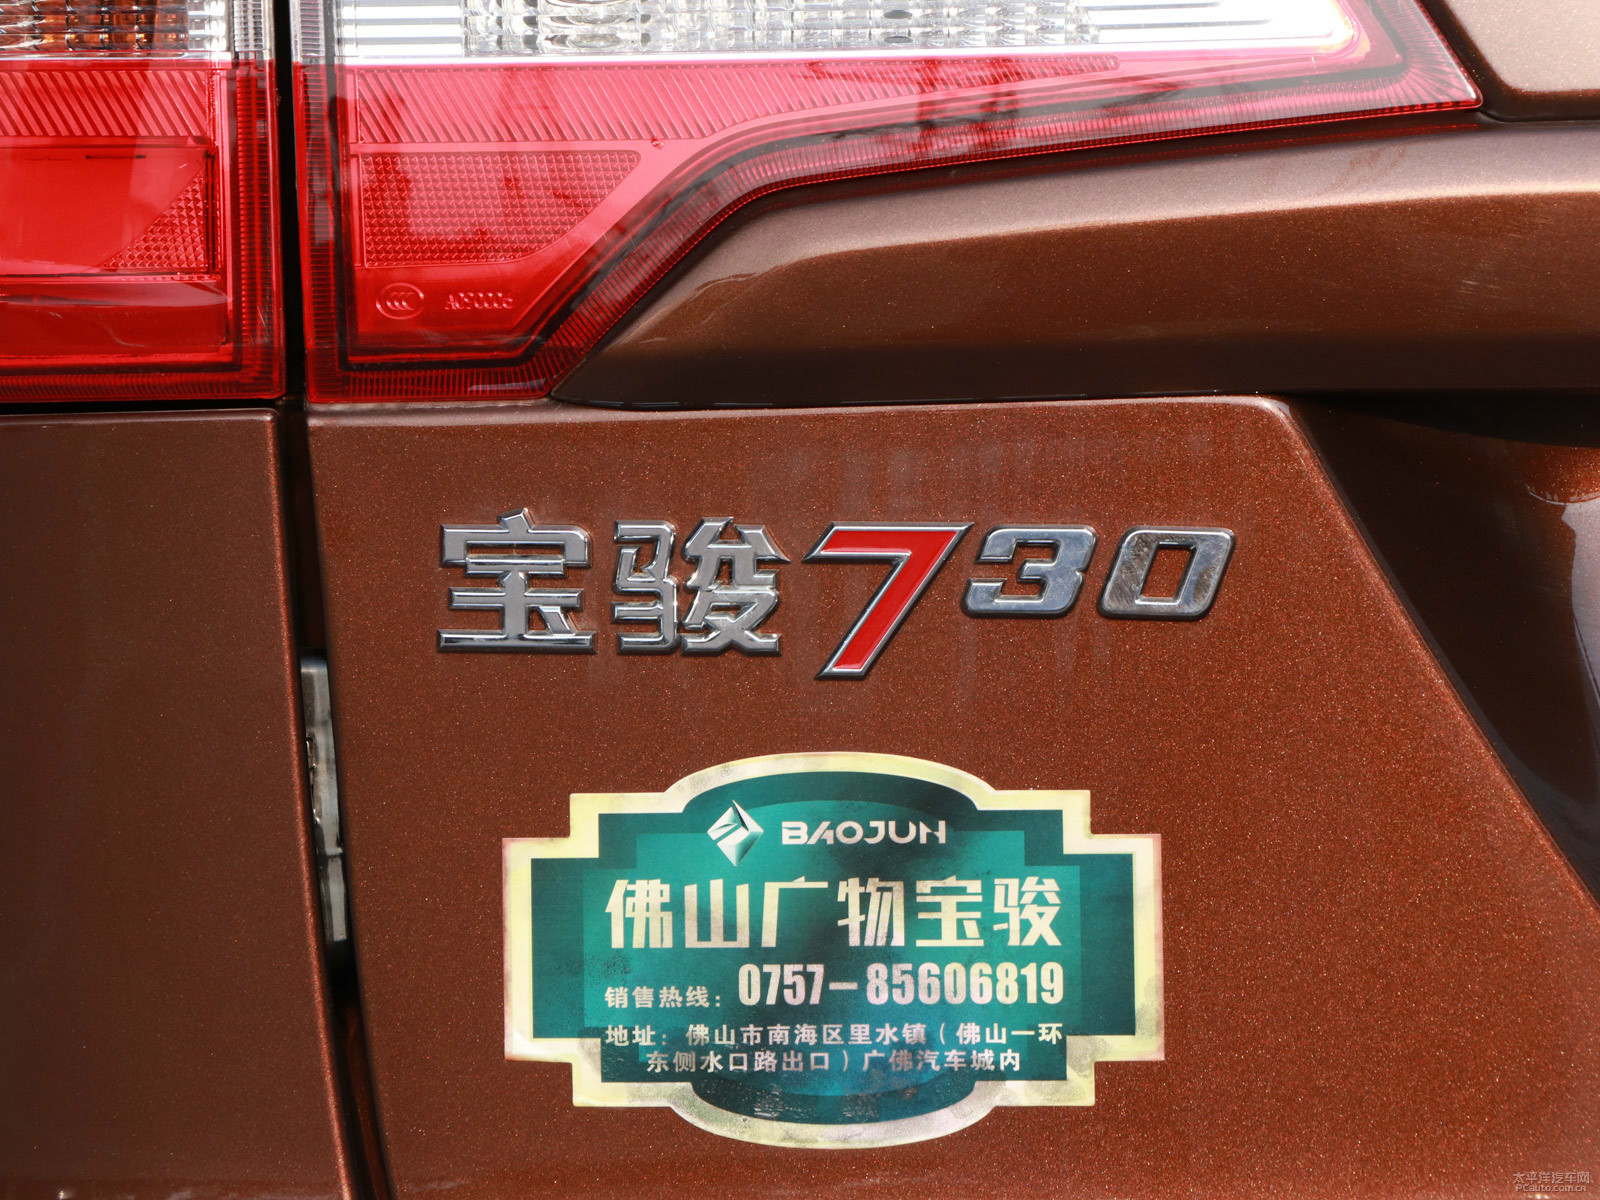 CCC A050006
宝骏730
BAOJUN
佛山广物宝骏
销售热线：0757-85606819
地址：佛山市南海区里水镇（佛山一环
东侧水口路出口）广佛汽车城内
太平洋汽车网
PCauto.com.cn